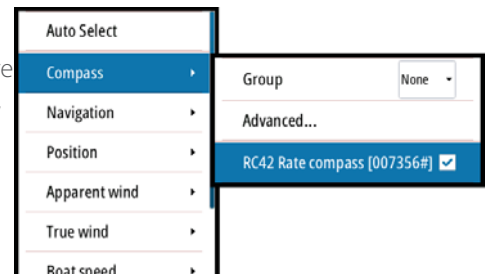 Auto Select
Compass
Navigation
Position
Apparent wind
True wind
Boat speed
Group None
Advanced...
RC42 Rate compass [007356#]